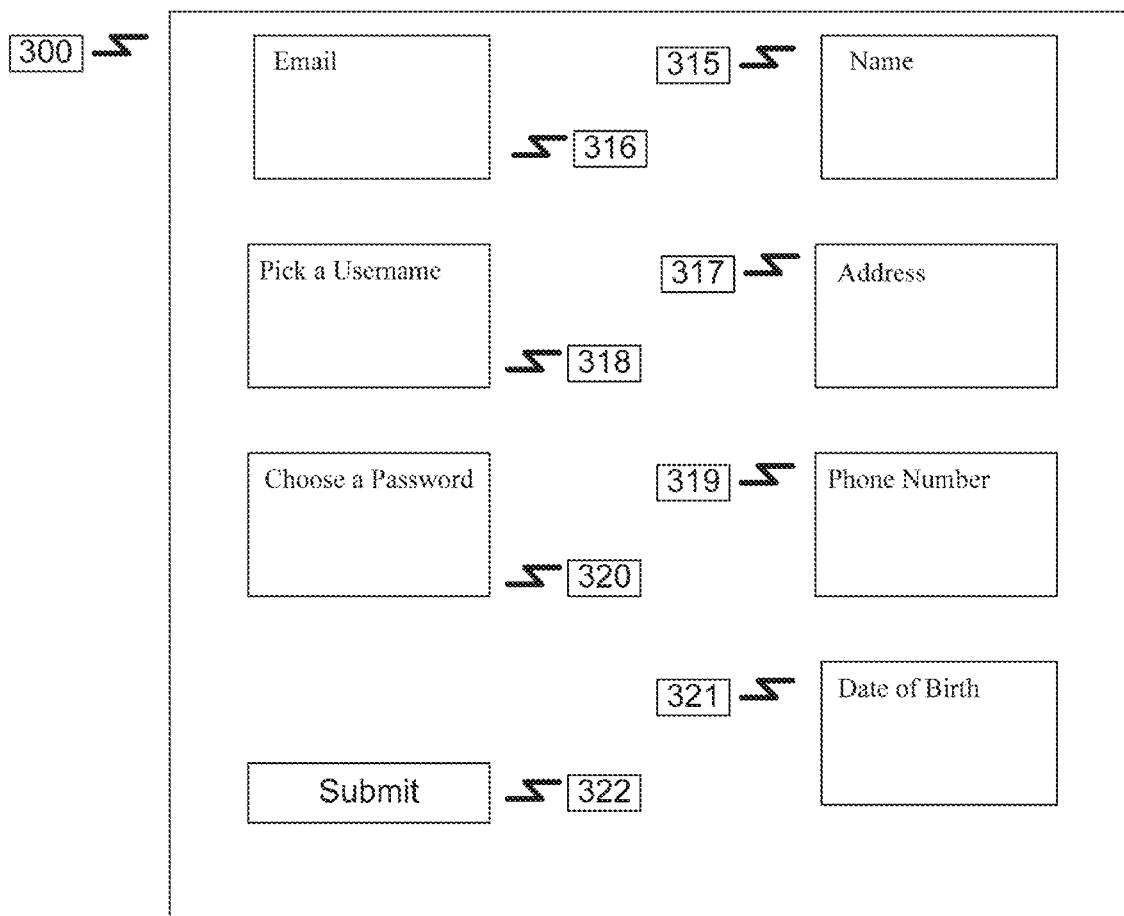 300
Email
315
Name
316
Pick a Username
317
Address
318
Choose a Password
319
Phone Number
320
321
Date of Birth
Submit
322